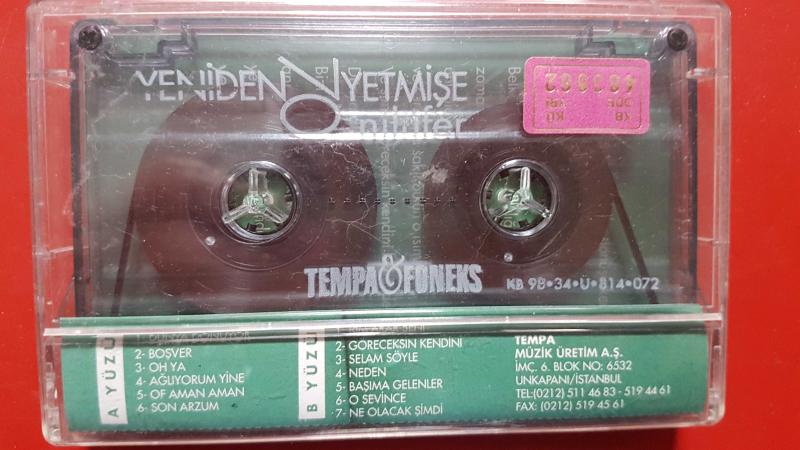 YENİDEN YETMİŞE
nilüfer
483862
KB
TEMPA&FONEKS
KB 98•34•Ü•814•072
A YÜZÜ
2- BOŞVER
3- OH YA
4- AĞLIYORUM YİNE
5- OF AMAN AMAN
6- SON ARZUM
B YÜZÜ
2- GÖRECEKSİN KENDİNİ
3- SELAM SÖYLE
4- NEDEN
5- BAŞIMA GELENLER
6- O SEVİNCE
7- NE OLACAK ŞİMDİ
TEMPA
MÜZİK ÜRETİM A.Ş.
İMÇ. 6. BLOK NO: 6532
UNKAPANI/İSTANBUL
TEL:(0212) 511 46 83 - 519 44 61
FAX: (0212) 519 45 61